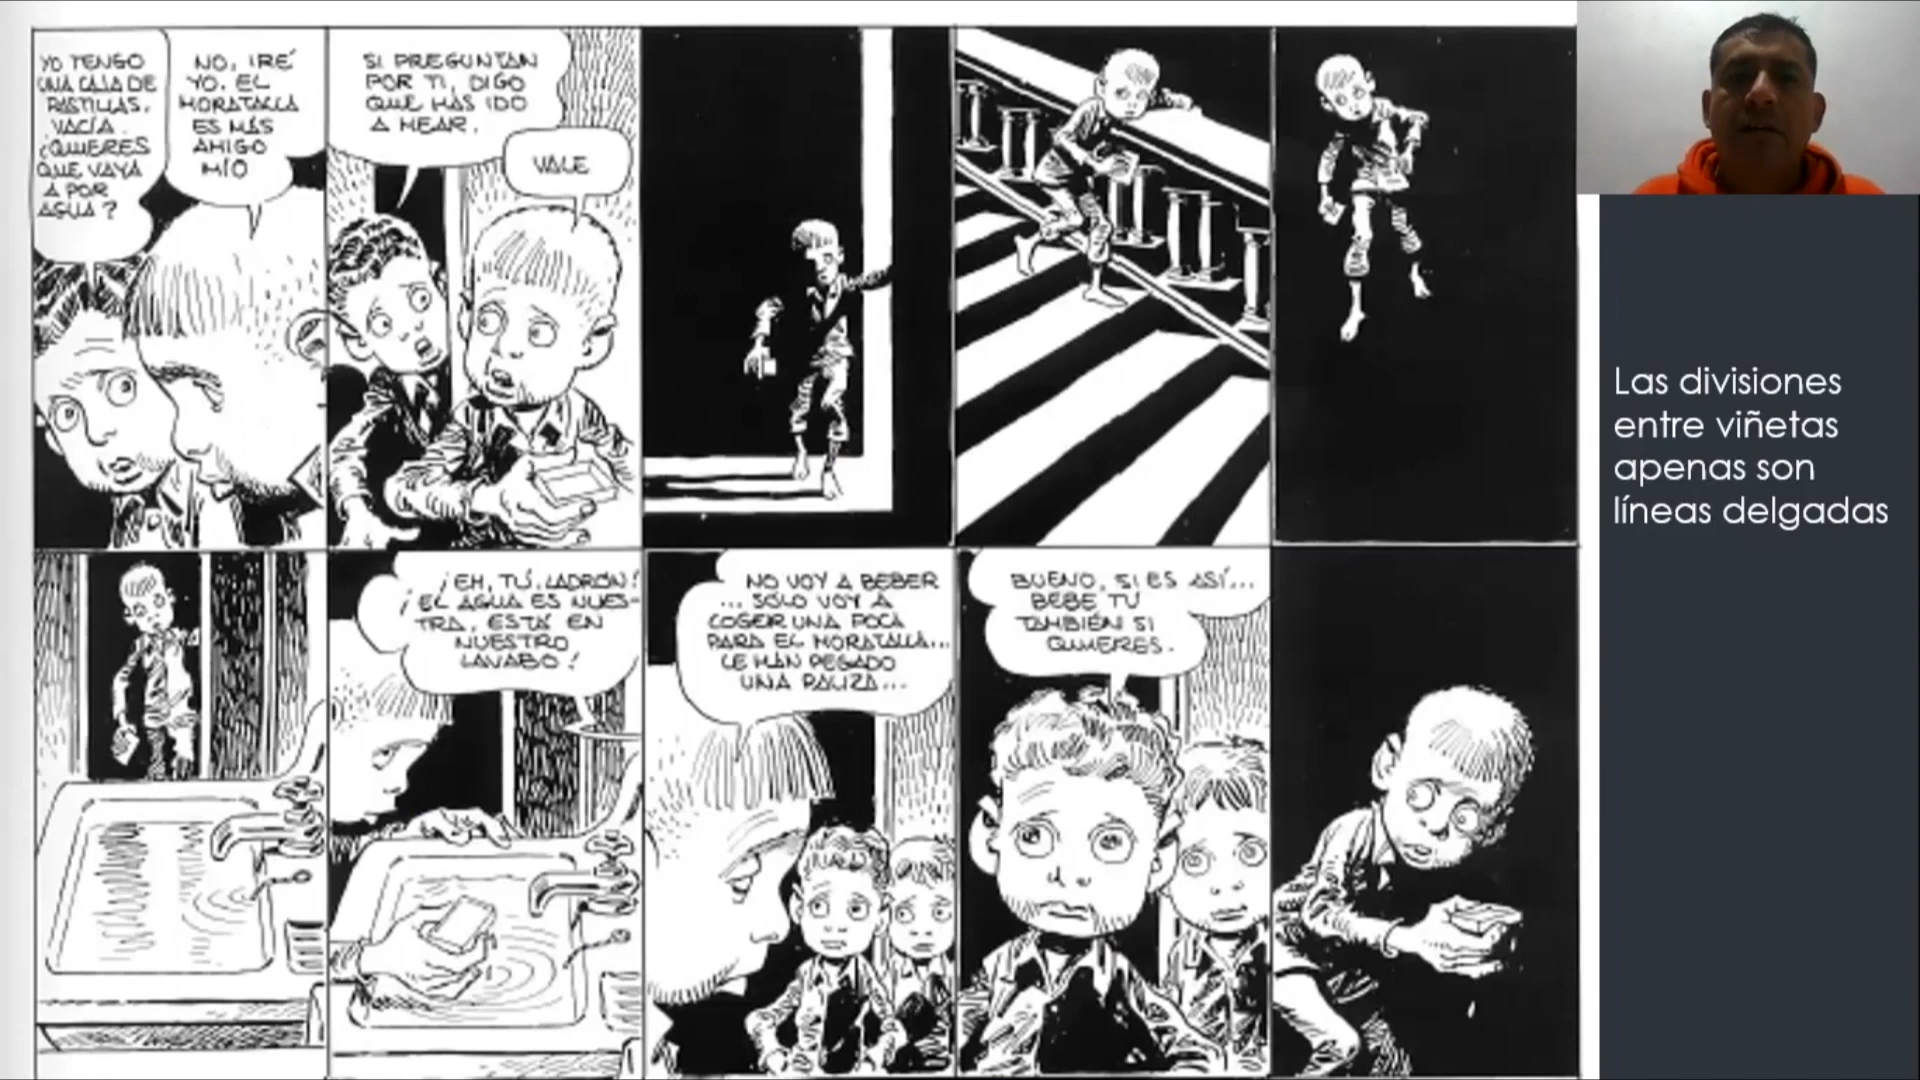 YO TENGO
UNA CAJA DE
PASTILLAS,
VACÍA.
¿QUIERES
QUE VAYA
A POR
AGUA?
NO, IRÉ
YO. EL
MORATALLA
ES MÁS
AMIGO
MÍO
SI PREGUNTAN
POR TI, DIGO
QUE HAS IDO
A MEAR.
VALE
¡EH, TÚ, LADRÓN!
¡EL AGUA ES NUES-
TRA, ESTÁ EN
NUESTRO
LAVABO!
NO VOY A BEBER
... SÓLO VOY A
COGER UNA POCA
PARA EL MORATALLA...
LE HAN PEGADO
UNA PALIZA...
BUENO, SI ES ASÍ...
BEBE TÚ
TAMBIÉN SI
QUIERES.
Las divisiones
entre viñetas
apenas son
líneas delgadas